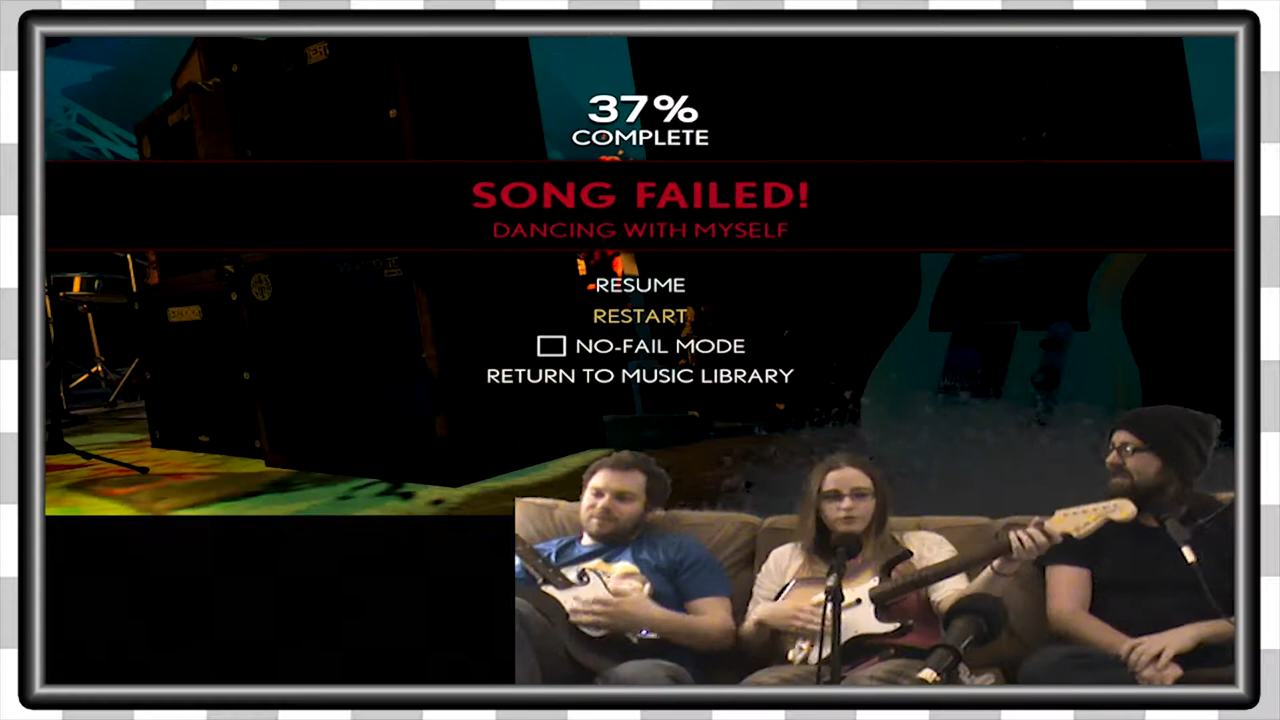 37%
COMPLETE
SONG FAILED!
DANCING WITH MYSELF
RESUME
RESTART
NO-FAIL MODE
RETURN TO MUSIC LIBRARY